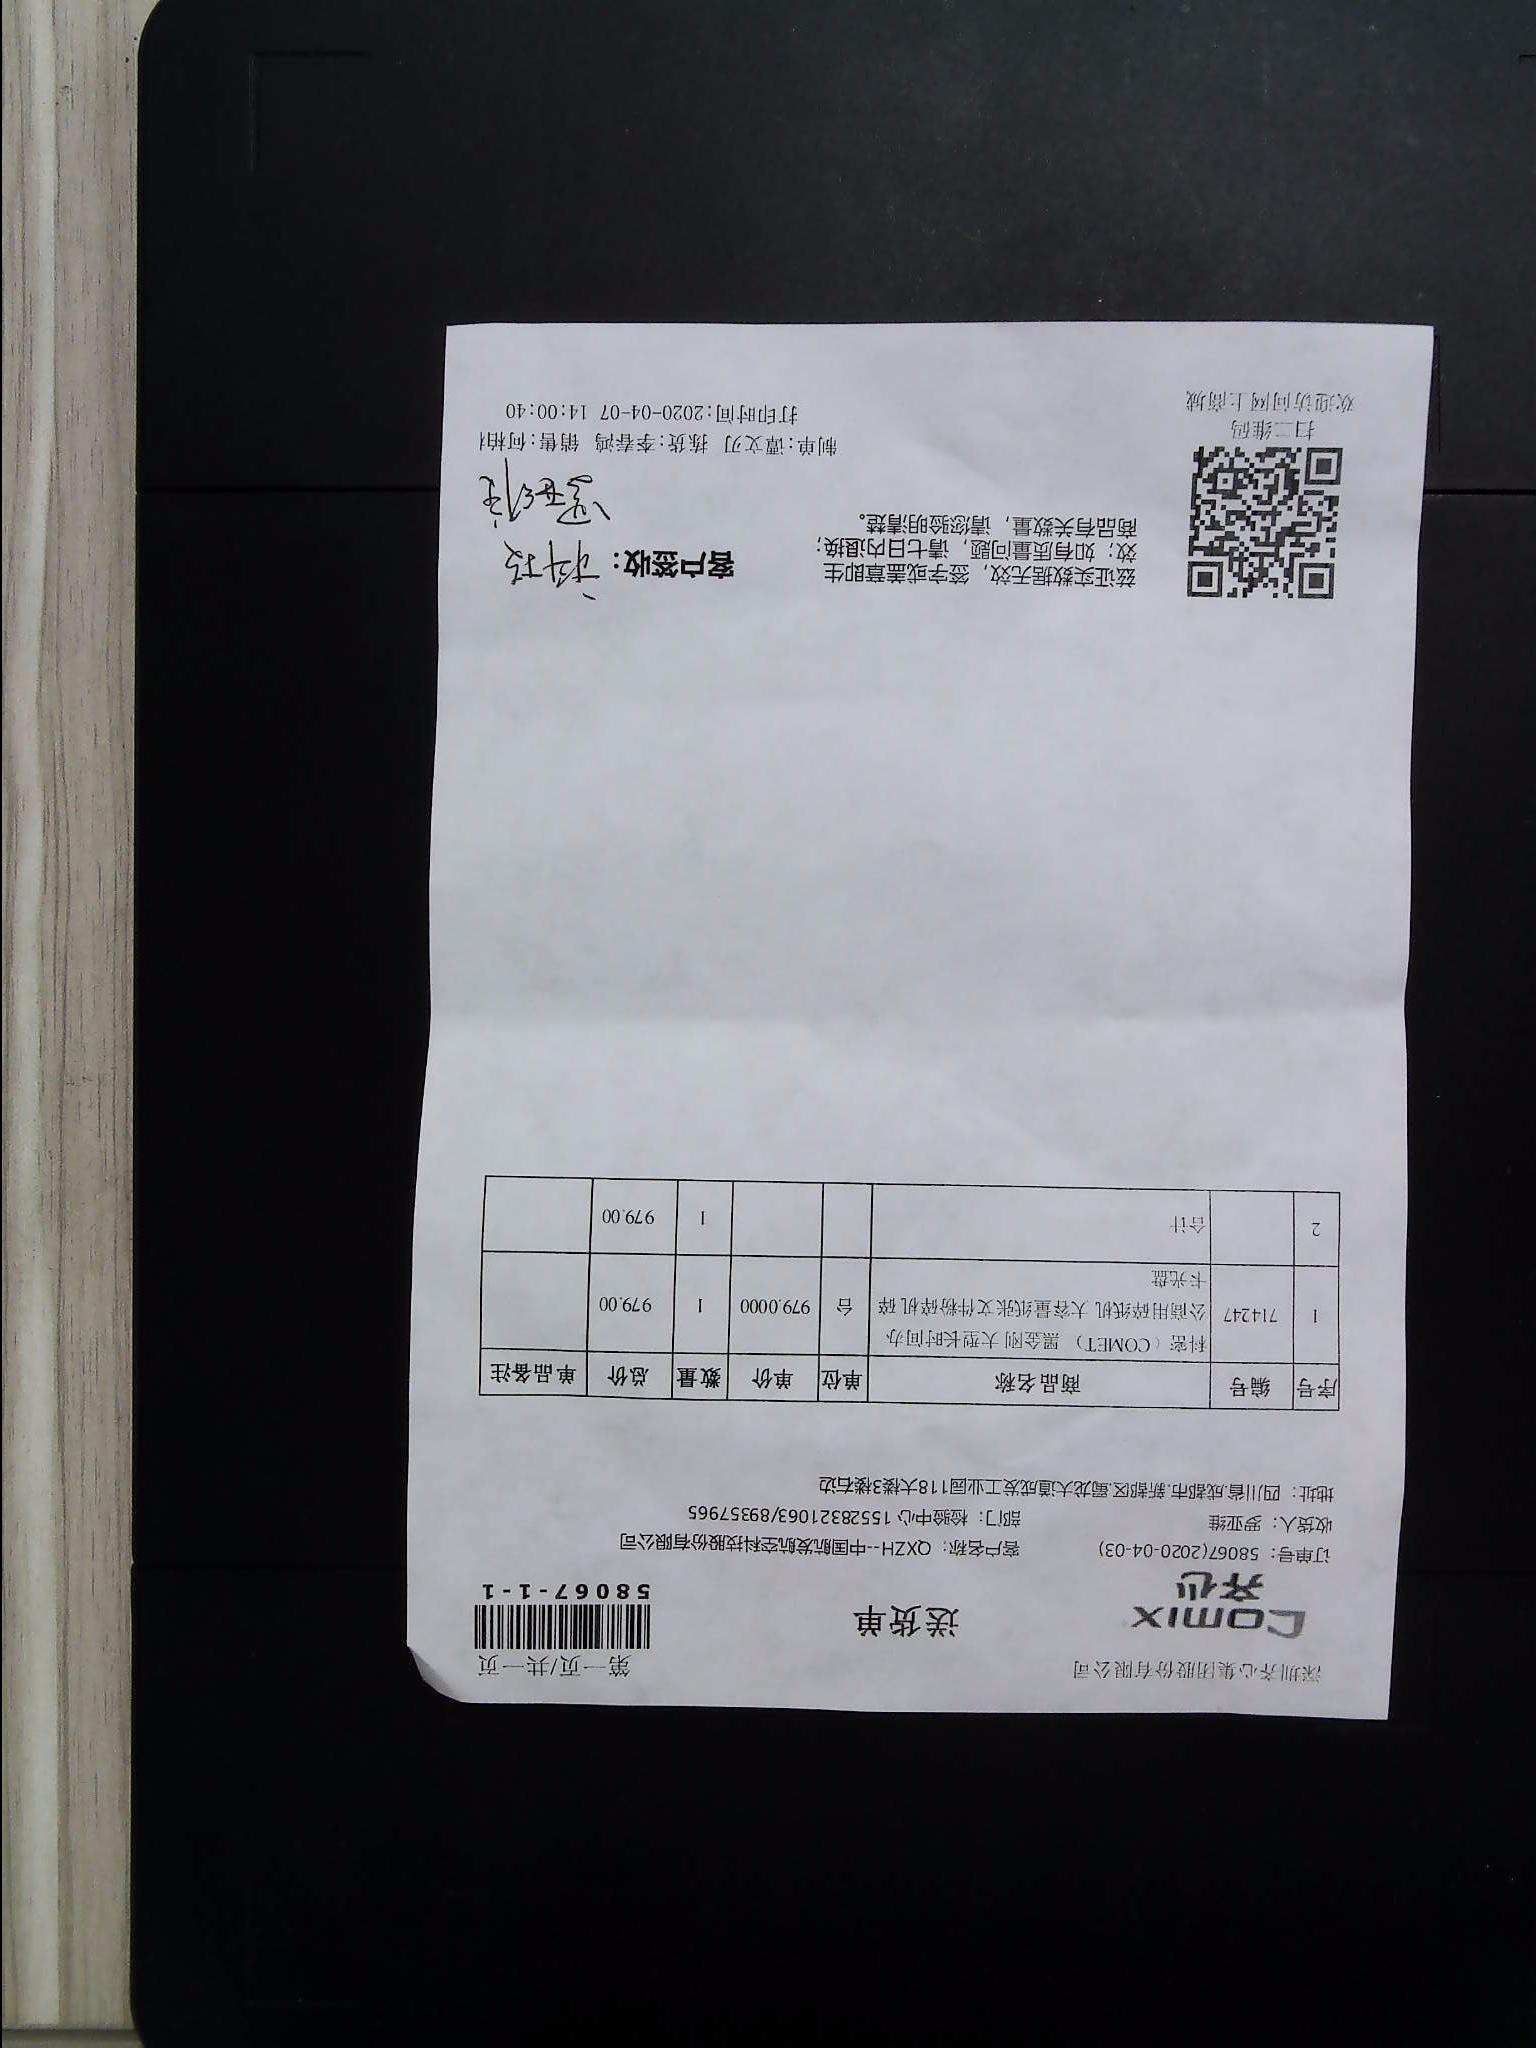 深圳齐心集团股份有限公司
第一页/共一页
comix
齐心
送货单
58067-1-1
订单号：58067(2020-04-03)
客户名称：QXZH--中国航发航空科技股份有限公司
收货人：罗亚维
部门：检验中心 15528321063/89357965
地址：四川省.成都市.新都区.蜀龙大道成发工业园118大楼3楼右边
序号 编号 商品名称 单位 单价 数量 总价 单品备注
1 714247 科密（COMET） 黑金刚 大型长时间办公商用碎纸机 大容量纸张文件粉碎机 碎卡光盘 台 979.0000 1 979.00
2 合计 1 979.00
兹证实数据无效，签字或盖章即生
效；如有质量问题，请七日内退换；
商品有关数量，请您验明清楚。
客户签收：
扫二维码
欢迎访问网上商城
制单:谭文刃 拣货:李春鸿 销售:何柏
打印时间:2020-04-07 14:00:40